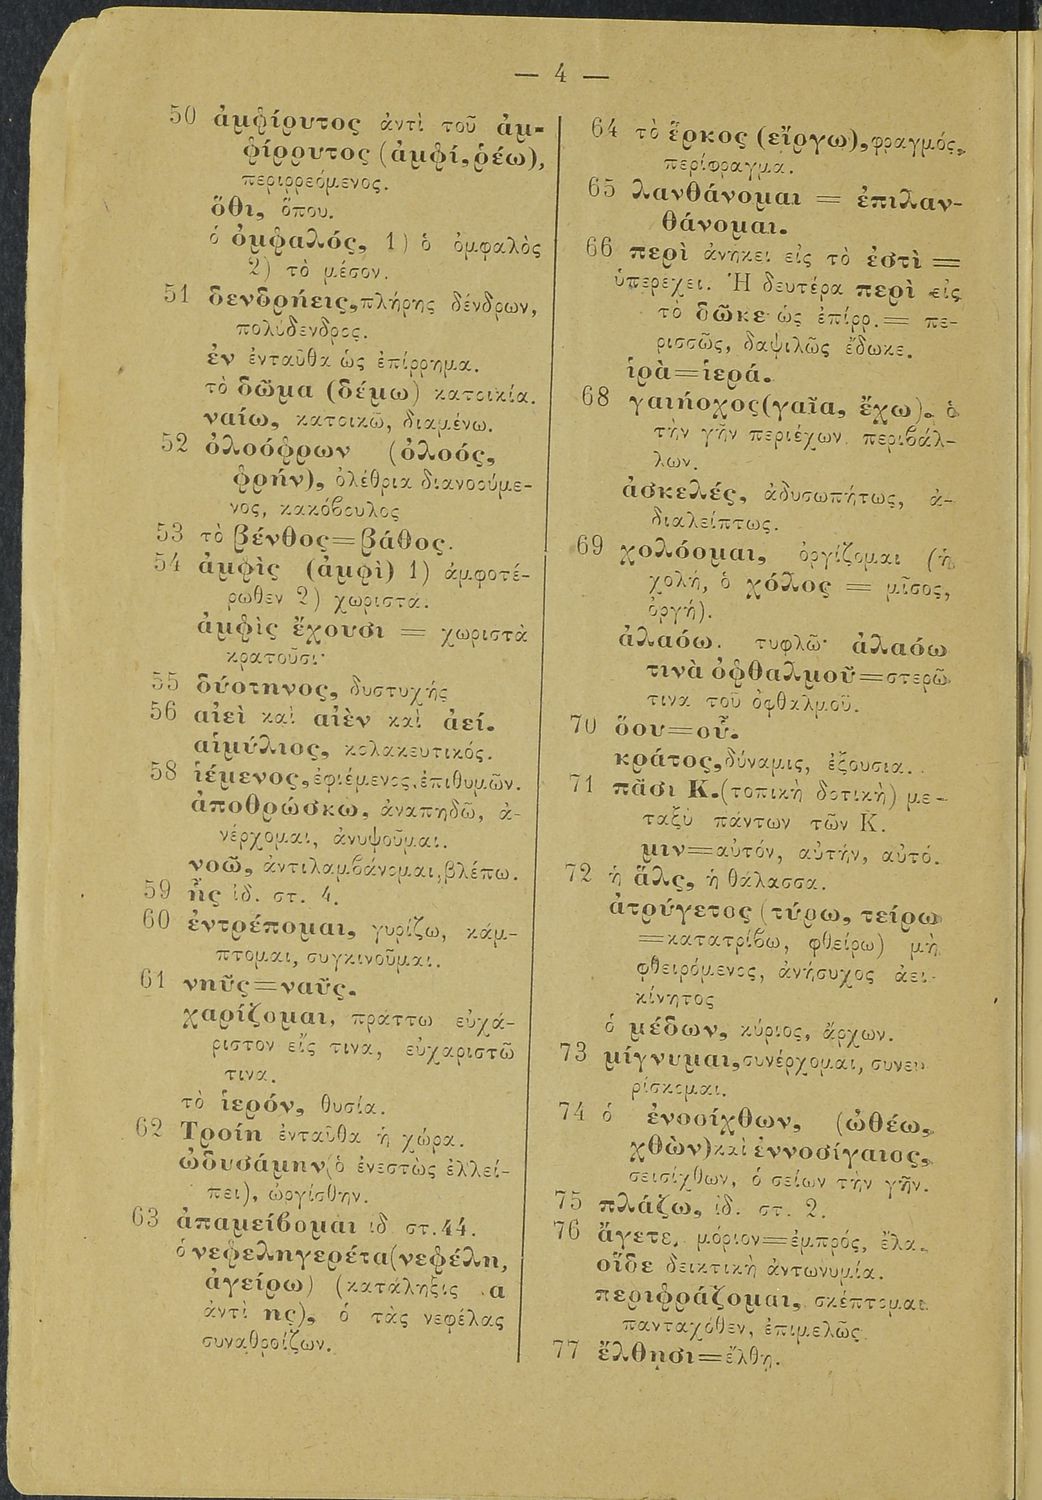 — 4 —
50 ἀμφίρυτος ἀντὶ τοῦ ἀμ-
φίρρυτος (ἀμφί, ῥέω),
περιρρεόμενος.
ὅθι, ὅπου.
ὁ ὀμφαλός, 1) ὁ ὀμφαλὸς
2) τὸ μέσον.
51 δενδρήεις, πλήρης δένδρων,
πολύδενδρος.
ἐν ἐνταῦθα ὡς ἐπίρρημα.
τὸ δῶμα (δέμω) κατοικία.
ναίω, κατοικῶ, διαμένω.
52 ὀλοόφρων (ὀλοός,
φρήν), ὀλέθρια διανοούμε-
νος, κακόβουλος
53 τὸ βένθος=βάθος.
54 ἀμφὶς (ἀμφὶ) 1) ἀμφοτέ-
ρωθεν 2) χωριστα.
ἀμφὶς ἔχουσι = χωριστὰ
κρατοῦσι·
55 δύστηνος, δυστυχής
56 αἰεὶ καὶ αἰὲν καὶ ἀεί.
αἱμύλιος, κολακευτικός.
58 ἱέμενος, ἐφιέμενος, ἐπιθυμῶν.
ἀποθρώσκω, ἀναπηδῶ, ἀ-
νέρχομαι, ἀνυψοῦμαι.
νοῶ, ἀντιλαμβάνομαι, βλέπω.
59 ἧς ἰδ. στ. 4.
60 ἐντρέπομαι, γυρίζω, κάμ-
πτομαι, συγκινοῦμαι.
61 νηῦς=ναῦς.
χαρίζομαι, πράττω εὐχά-
ριστον εἴς τινα, εὐχαριστῶ
τινα.
τὸ ἱερόν, θυσία.
62 Τροίη ἐνταῦθα ἡ χώρα.
ὠδυσάμην (ὁ ἐνεστὼς ἐλλεί-
πει), ὠργίσθην.
63 ἀπαμείβομαι ἰδ στ. 44.
ὁ νεφεληγερέτα (νεφέλη,
ἀγείρω) (κατάληξις α
ἀντὶ ης), ὁ τὰς νεφέλας
συναθροίζων.
64 τὸ ἕρκος (εἴργω), φραγμός,
περίφραγμα.
65 λανθάνομαι = ἐπιλαν-
θάνομαι.
66 περὶ ἀνήκει εἰς τὸ ἐστὶ =
ὑπερέχει. Ἡ δευτέρα περὶ εἰς
τὸ δῶκε ὡς ἐπίρρ. = πε-
ρισσῶς, δαψιλῶς ἔδωκε.
ἱρὰ=ἱερά.
68 γαιήοχος (γαῖα, ἔχω), ὁ
τὴν γῆν περιέχων, περιβάλ-
λων.
ἀσκελές, ἀδυσωπήτως, ἀ-
διαλείπτως.
69 χολόομαι, ὀργίζομαι (ἡ
χολή, ὁ χόλος = μῖσος,
ὀργή).
ἀλαόω. τυφλῶ· ἀλαόω
τινὰ ὀφθαλμοῦ=στερῶ
τινα τοῦ ὀφθαλμοῦ.
70 ὅου=οὗ.
κράτος, δύναμις, ἐξουσια.
71 πᾶσι Κ. (τοπικὴ δοτικὴ) με-
ταξὺ πάντων τῶν Κ.
μιν=αὐτόν, αὐτήν, αὐτό.
72 ἡ ἅλς, ἡ θάλασσα.
ἀτρύγετος (τύρω, τείρω
=κατατρίβω, φθείρω) μὴ
φθειρόμενος, ἀνήσυχος ἀει-
κίνητος
ὁ μέδων, κύριος, ἄρχων.
73 μίγνυμαι, συνέρχομαι, συνευ
ρίσκομαι.
74 ὁ ἐνοσίχθων, (ὠθέω,
χθὼν) καὶ ἐννοσίγαιος,
σεισίχθων, ὁ σείων τὴν γῆν.
75 πλάζω, ἰδ. στ. 2.
76 ἄγετε, μόριον=ἐμπρός, ἔλα.
οἵδε δεικτικὴ ἀντωνυμία.
περιφράζομαι, σκέπτομαι
πανταχόθεν, ἐπιμελῶς
77 ἔλθησι=ἔλθῃ.